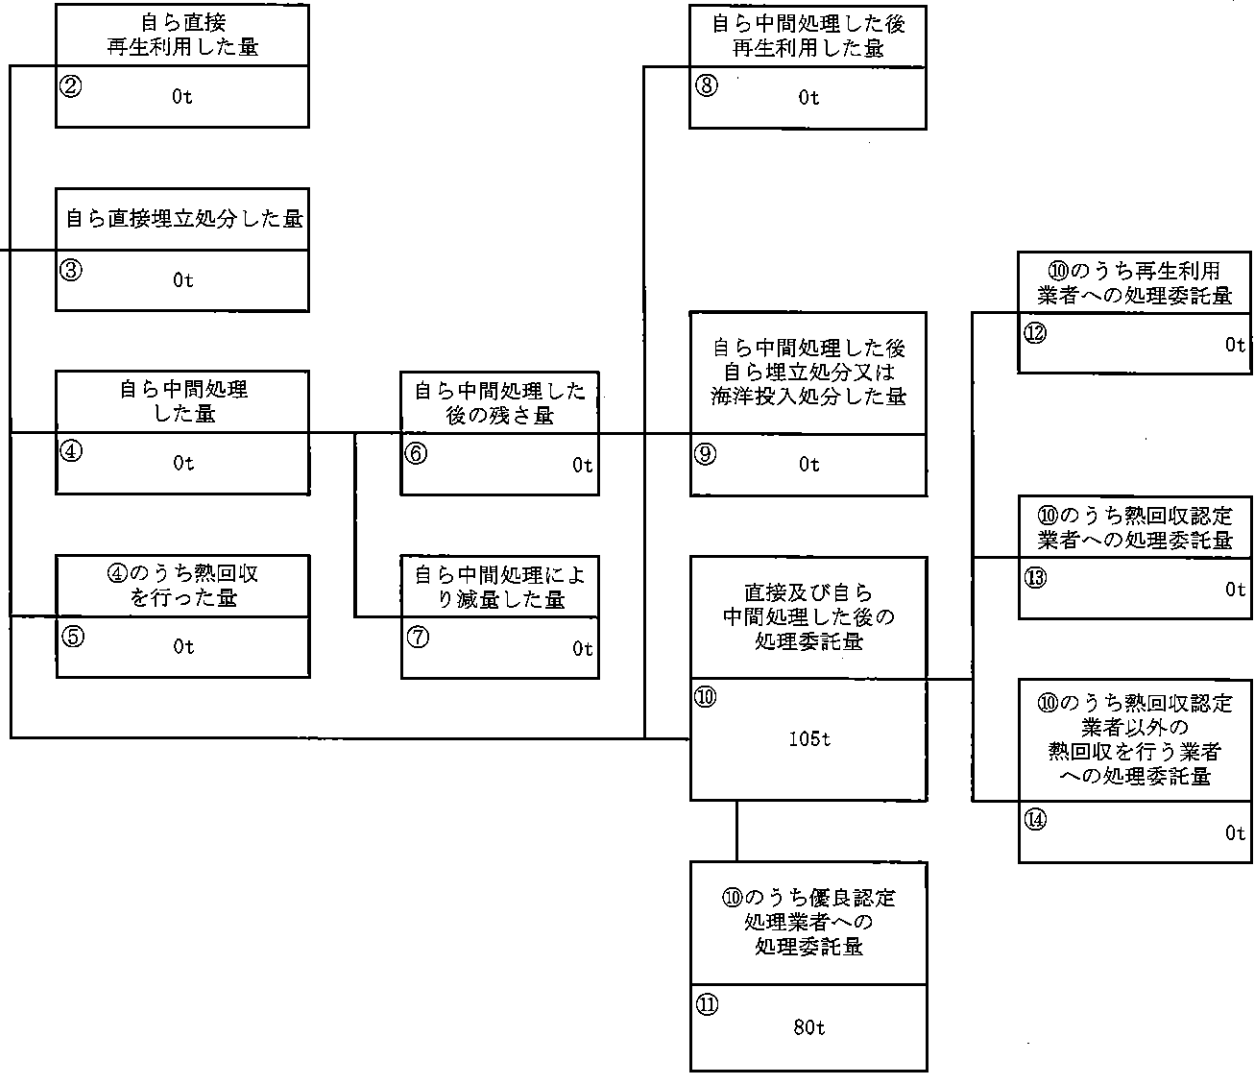 自ら直接
再生利用した量
②
0t
自ら直接埋立処分した量
③
0t
自ら中間処理
した量
④
0t
④のうち熱回収
を行った量
⑤
0t
自ら中間処理した
後の残さ量
⑥
0t
自ら中間処理によ
り減量した量
⑦
0t
自ら中間処理した後
再生利用した量
⑧
0t
自ら中間処理した後
自ら埋立処分又は
海洋投入処分した量
⑨
0t
直接及び自ら
中間処理した後の
処理委託量
⑩
105t
⑩のうち優良認定
処理業者への
処理委託量
⑪
80t
⑩のうち再生利用
業者への処理委託量
⑫
0t
⑩のうち熱回収認定
業者への処理委託量
⑬
0t
⑩のうち熱回収認定
業者以外の
熱回収を行う業者
への処理委託量
⑭
0t